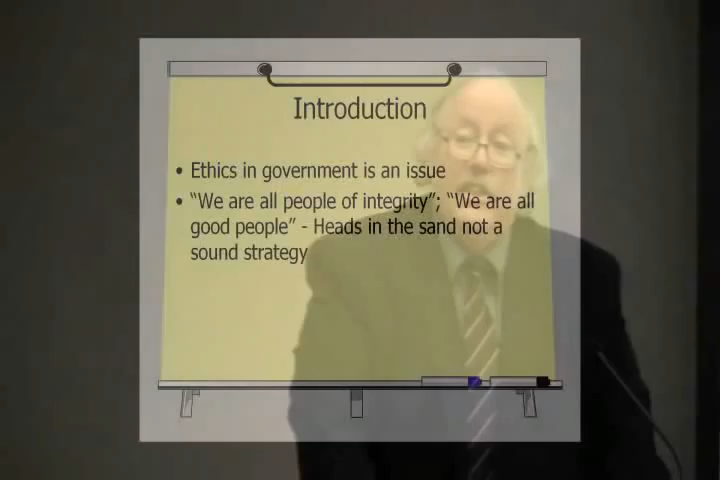 Introduction
• Ethics in government is an issue
• “We are all people of integrity”; “We are all
good people” - Heads in the sand not a
sound strategy